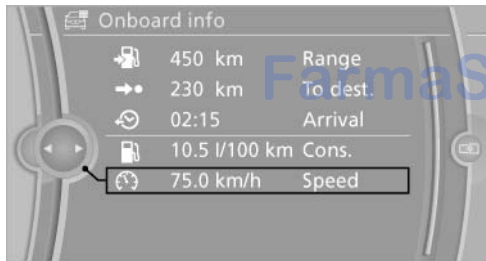 Onboard info
450 km Range
230 km To dest.
02:15 Arrival
10.5 l/100 km Cons.
75.0 km/h Speed
FarmaS